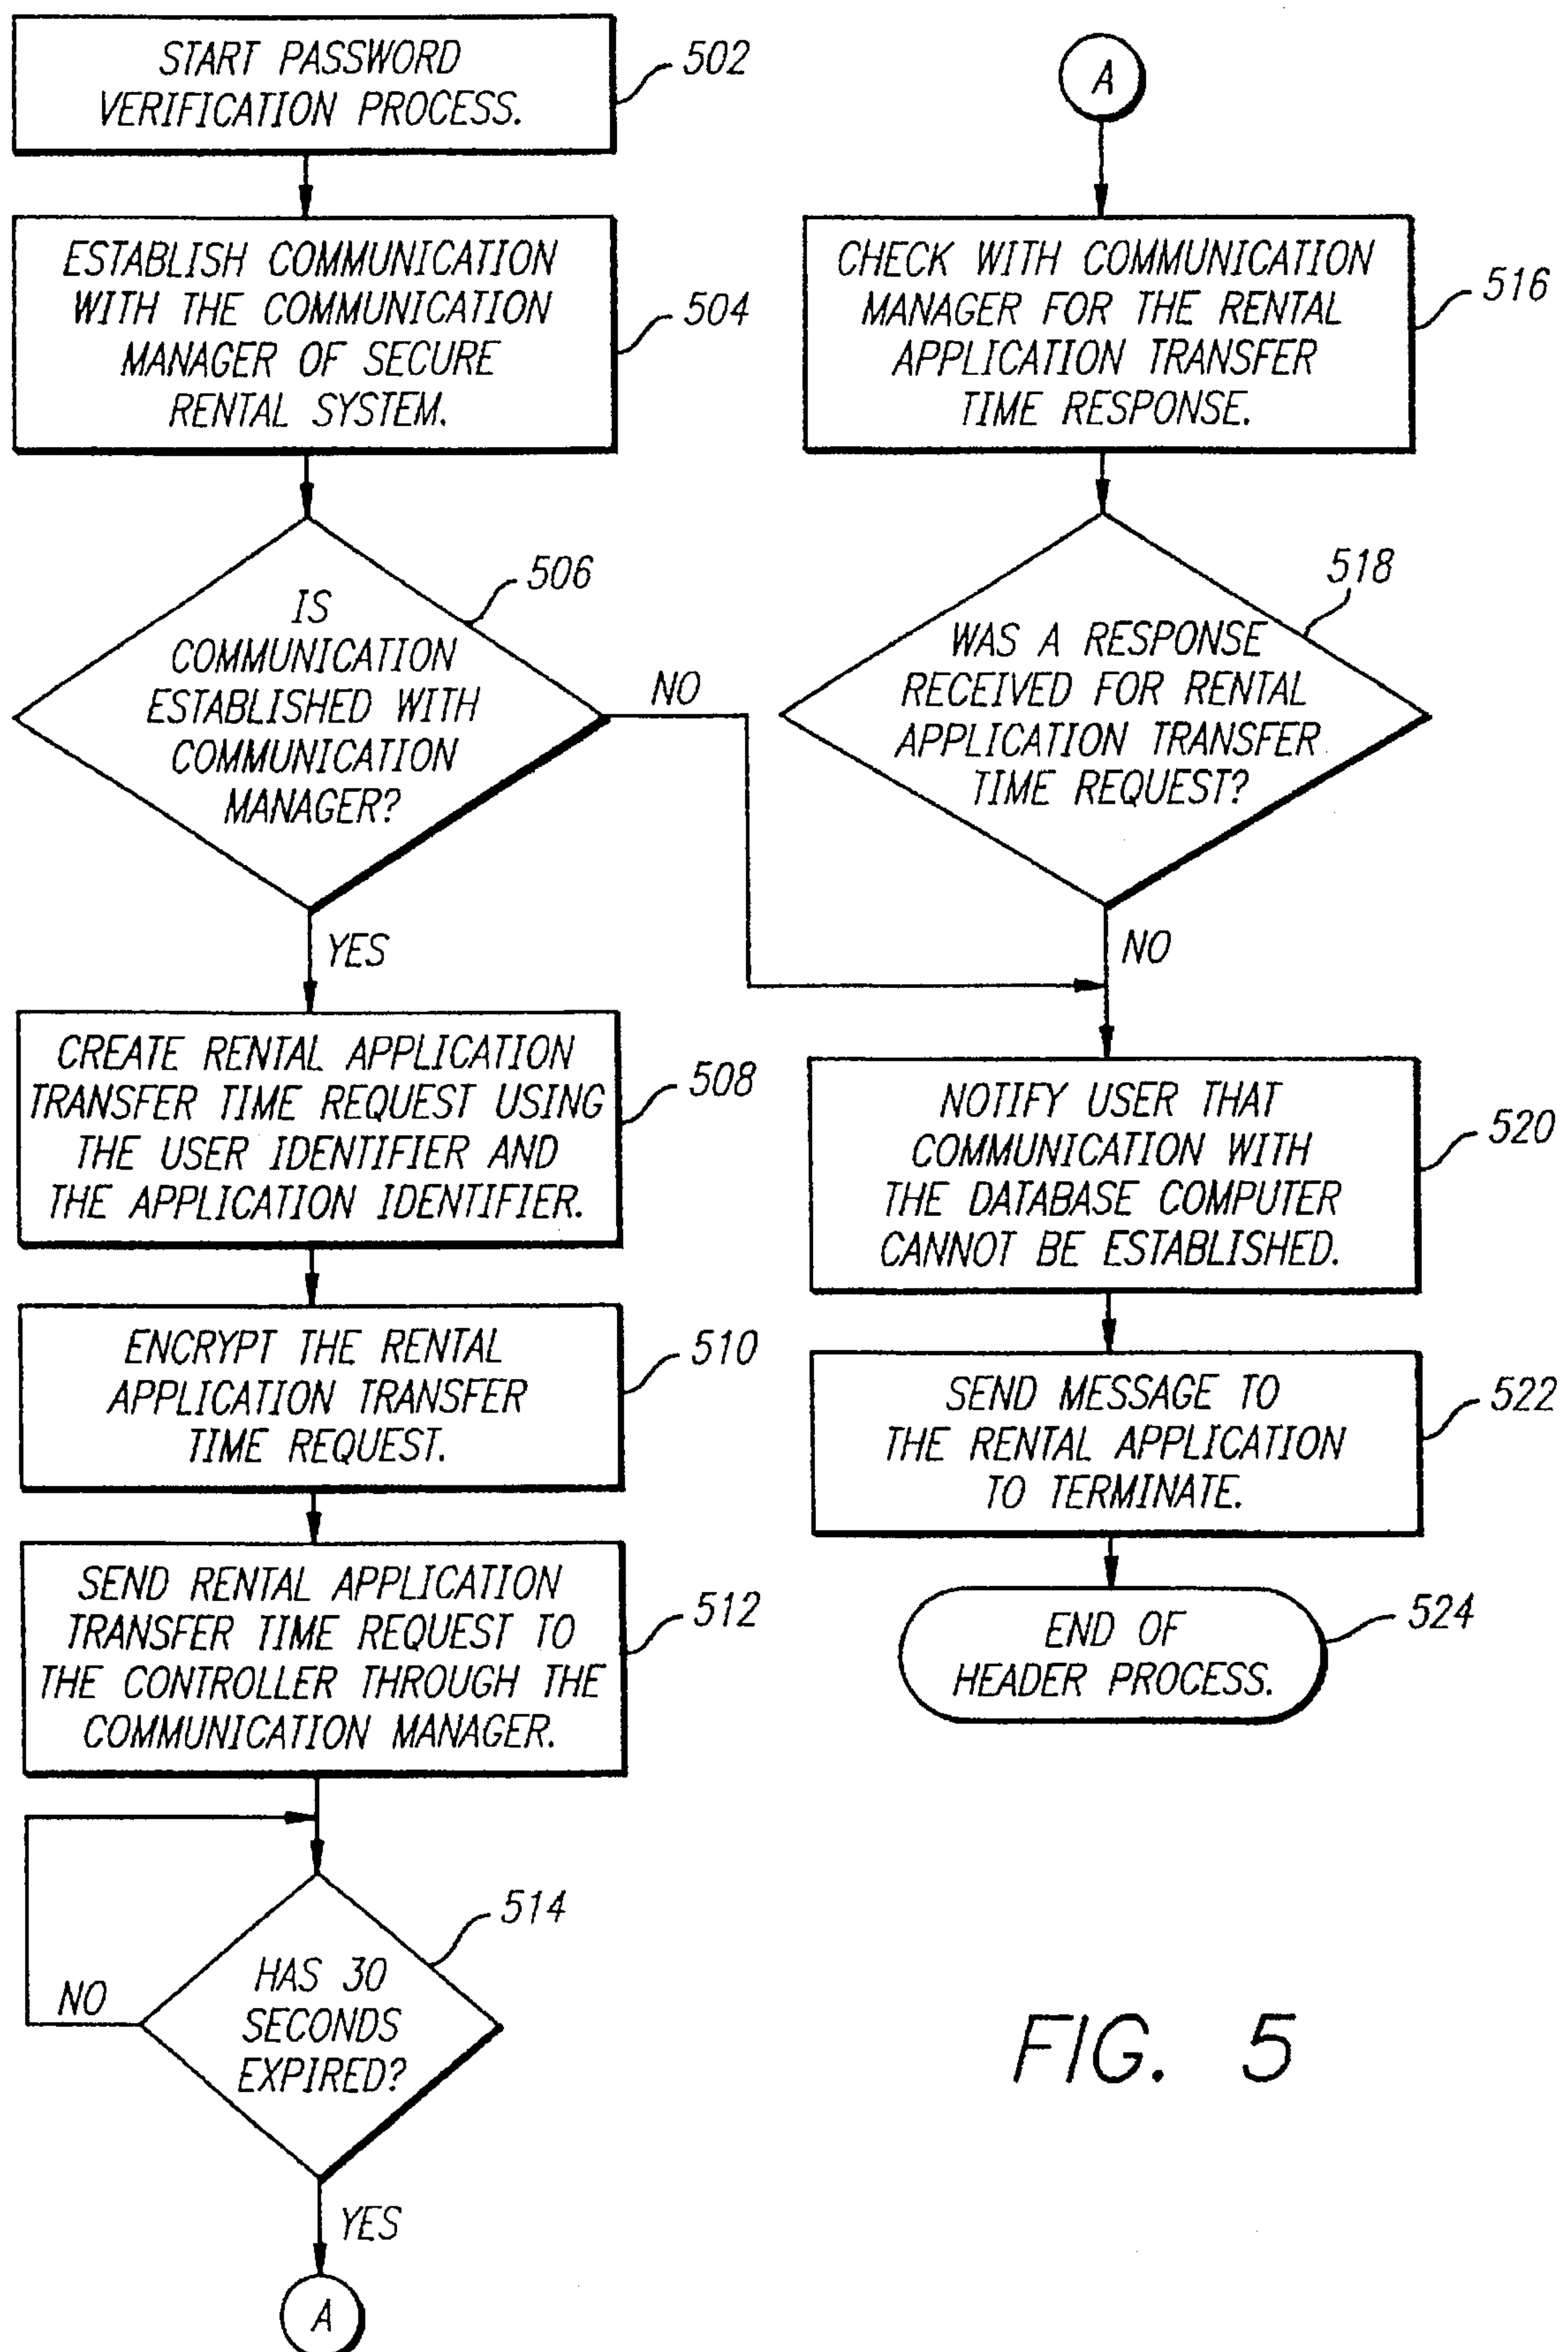 START PASSWORD
VERIFICATION PROCESS.
502
ESTABLISH COMMUNICATION
WITH THE COMMUNICATION
MANAGER OF SECURE
RENTAL SYSTEM.
504
IS
COMMUNICATION
ESTABLISHED WITH
COMMUNICATION
MANAGER?
506
NO
YES
CREATE RENTAL APPLICATION
TRANSFER TIME REQUEST USING
THE USER IDENTIFIER AND
THE APPLICATION IDENTIFIER.
508
ENCRYPT THE RENTAL
APPLICATION TRANSFER
TIME REQUEST.
510
SEND RENTAL APPLICATION
TRANSFER TIME REQUEST TO
THE CONTROLLER THROUGH THE
COMMUNICATION MANAGER.
512
HAS 30
SECONDS
EXPIRED?
514
NO
YES
A
A
CHECK WITH COMMUNICATION
MANAGER FOR THE RENTAL
APPLICATION TRANSFER
TIME RESPONSE.
516
WAS A RESPONSE
RECEIVED FOR RENTAL
APPLICATION TRANSFER
TIME REQUEST?
518
NO
NOTIFY USER THAT
COMMUNICATION WITH
THE DATABASE COMPUTER
CANNOT BE ESTABLISHED.
520
SEND MESSAGE TO
THE RENTAL APPLICATION
TO TERMINATE.
522
END OF
HEADER PROCESS.
524
FIG. 5